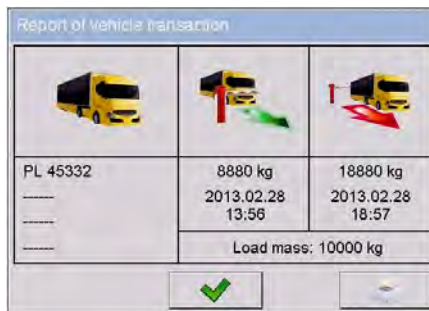 Report of vehicle transaction
PL 45332
------
------
------
8880 kg
2013.02.28
13:56
18880 kg
2013.02.28
18:57
Load mass: 10000 kg